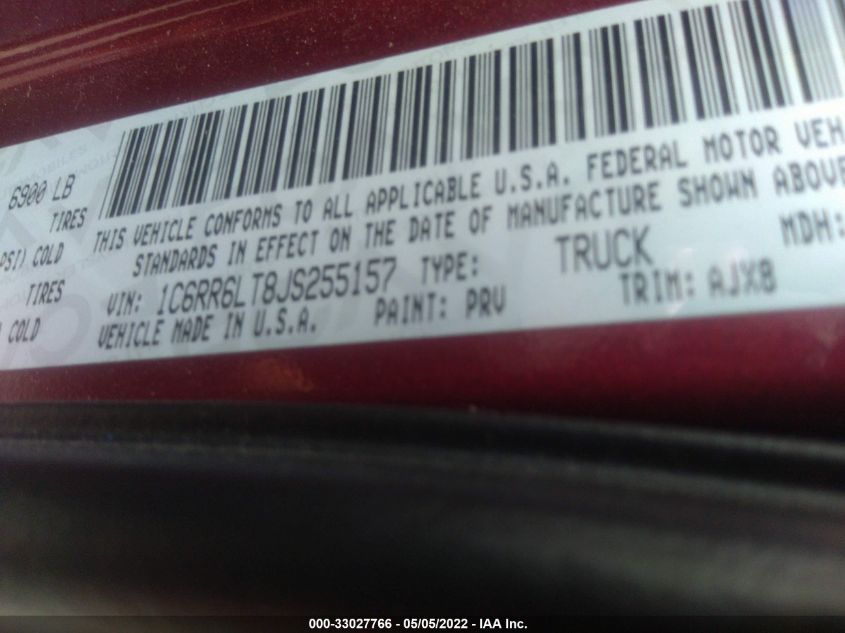 6900 LB
TIRES
THIS VEHICLE CONFORMS TO ALL APPLICABLE U.S.A. FEDERAL MOTOR VEH
PSI) COLD
STANDARDS IN EFFECT ON THE DATE OF MANUFACTURE SHOWN ABOVE
TIRES
VIN: 1C6RR6LT8JS255157 TYPE: TRUCK MDH:
COLD
VEHICLE MADE IN U.S.A. PAINT: PRV TRIM: AJX8
000-33027766 - 05/05/2022 - IAA Inc.